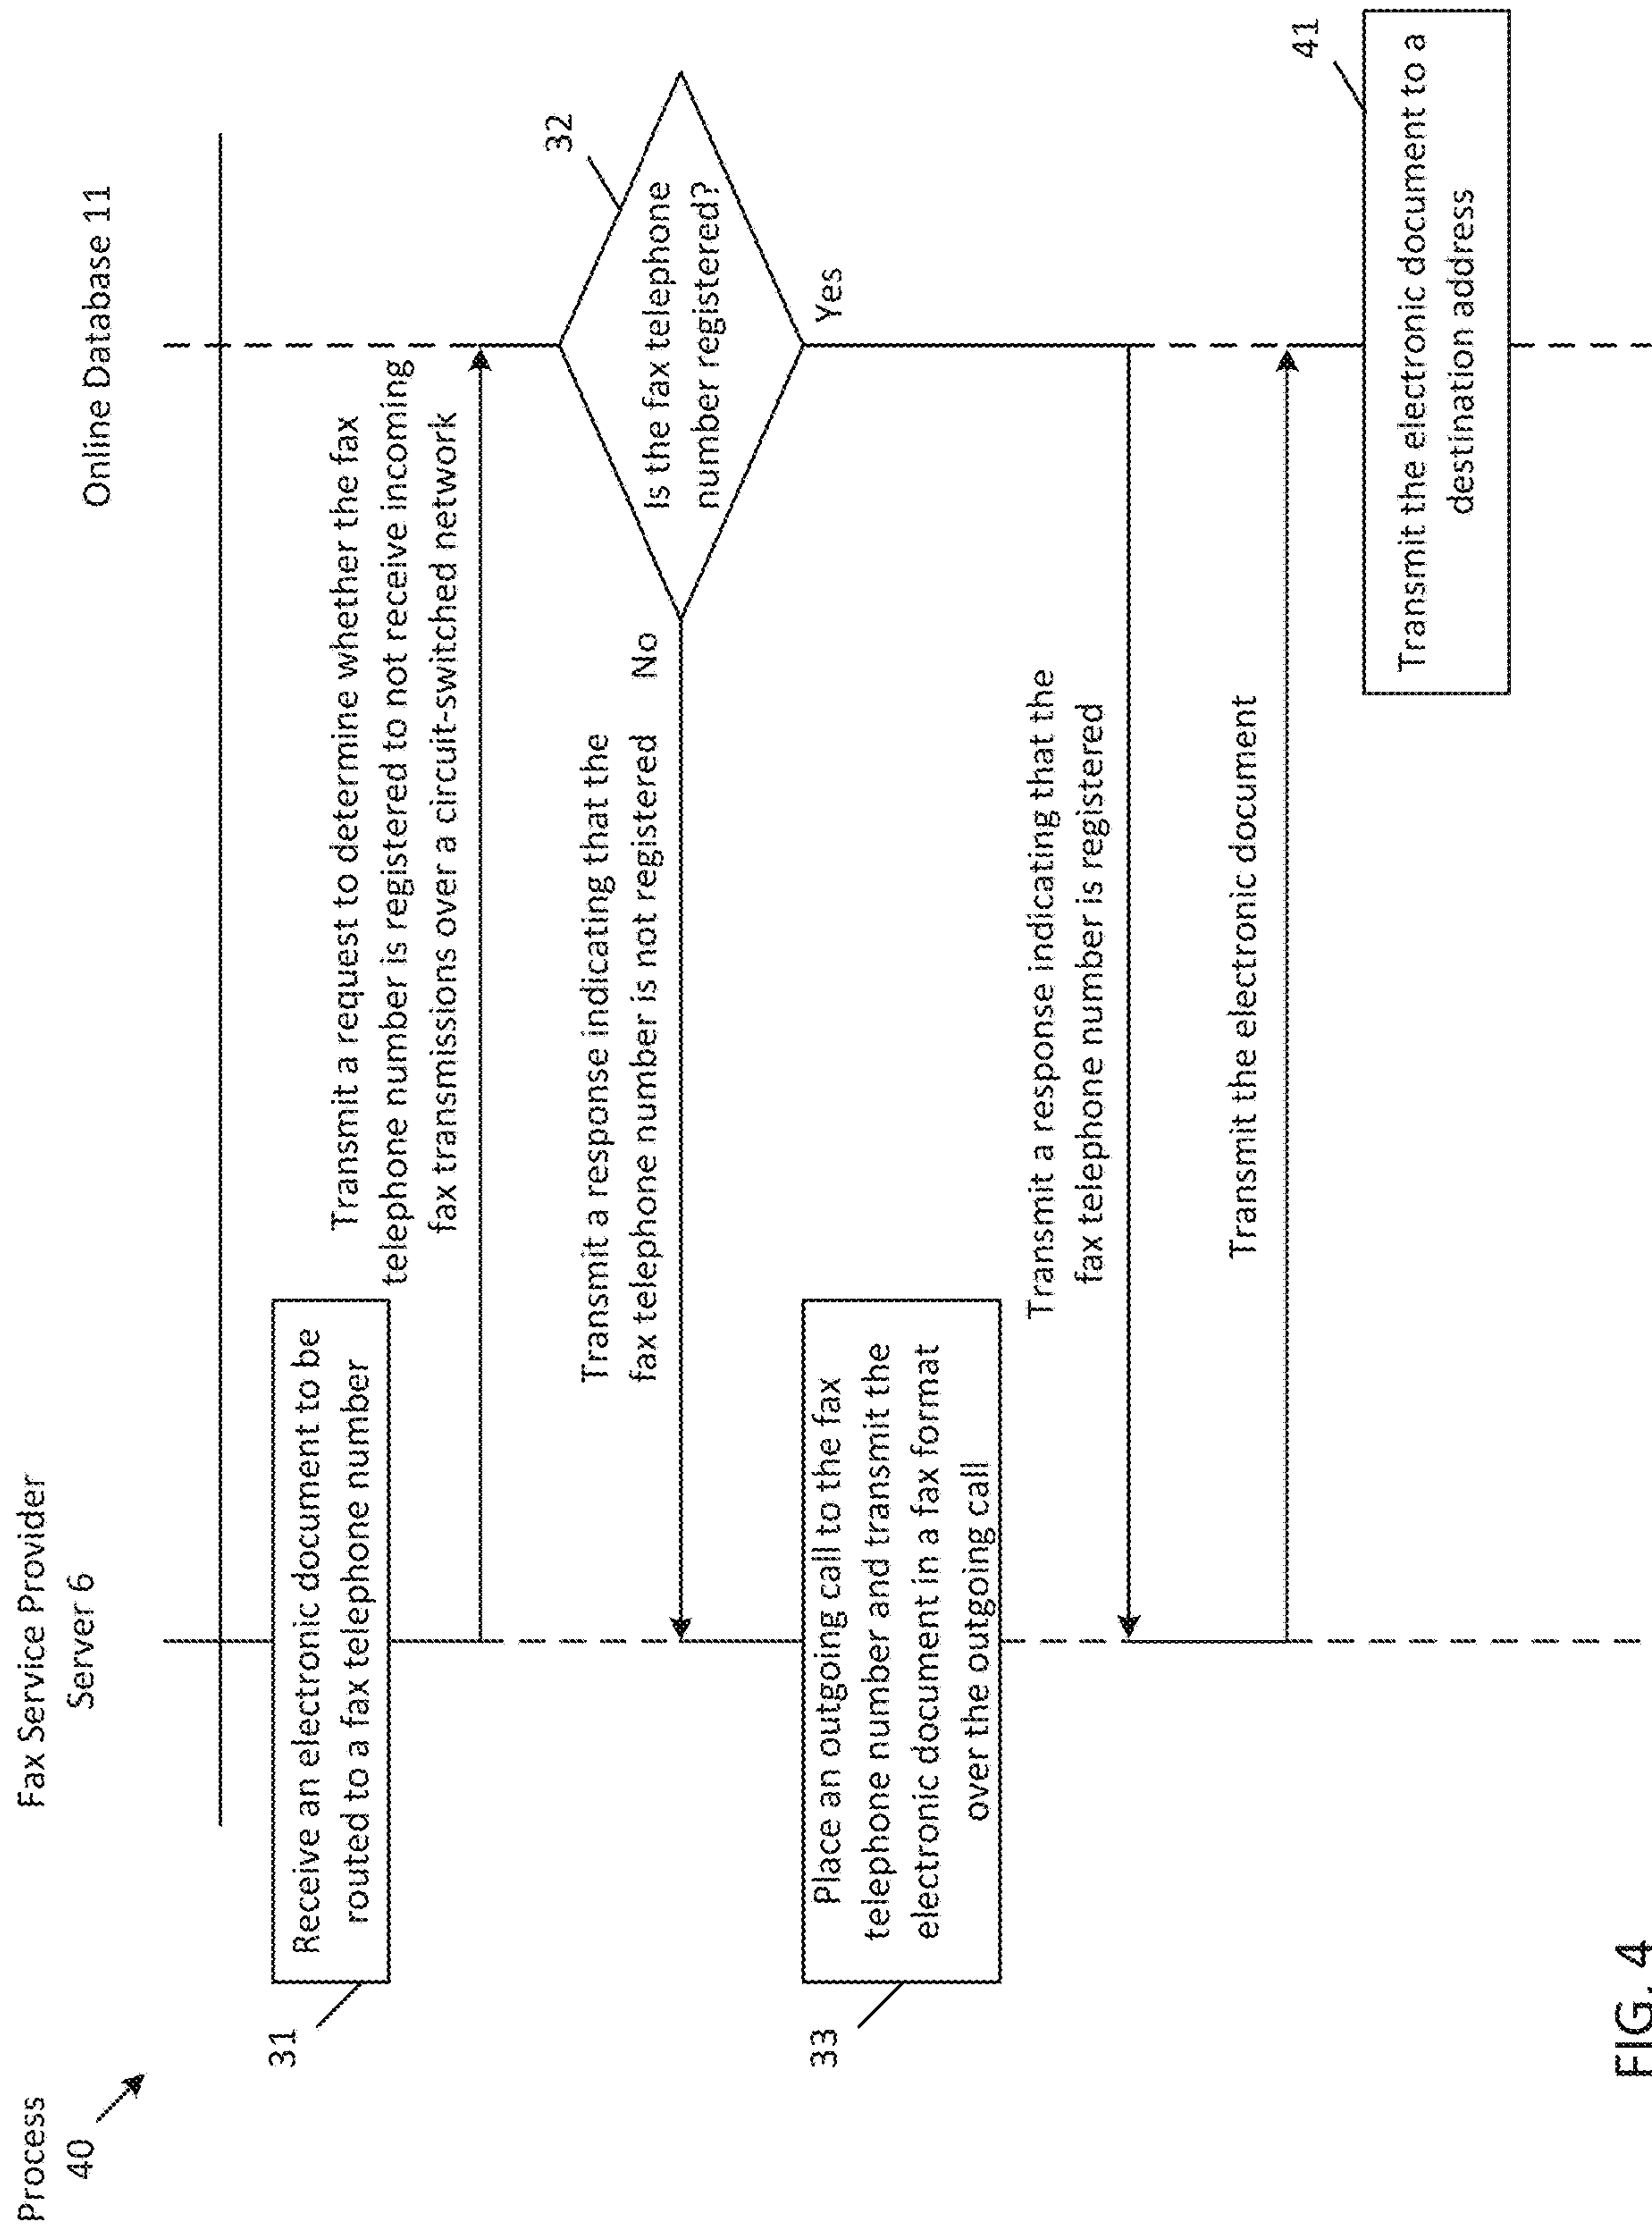 Process
40
Fax Service Provider
Server 6
Online Database 11
31
Receive an electronic document to be
routed to a fax telephone number
Transmit a request to determine whether the fax
telephone number is registered to not receive incoming
fax transmissions over a circuit-switched network
32
Is the fax telephone
number registered?
No
Transmit a response indicating that the
fax telephone number is not registered
Yes
33
Place an outgoing call to the fax
telephone number and transmit the
electronic document in a fax format
over the outgoing call
Transmit a response indicating that the
fax telephone number is registered
Transmit the electronic document
41
Transmit the electronic document to a
destination address
FIG. 4